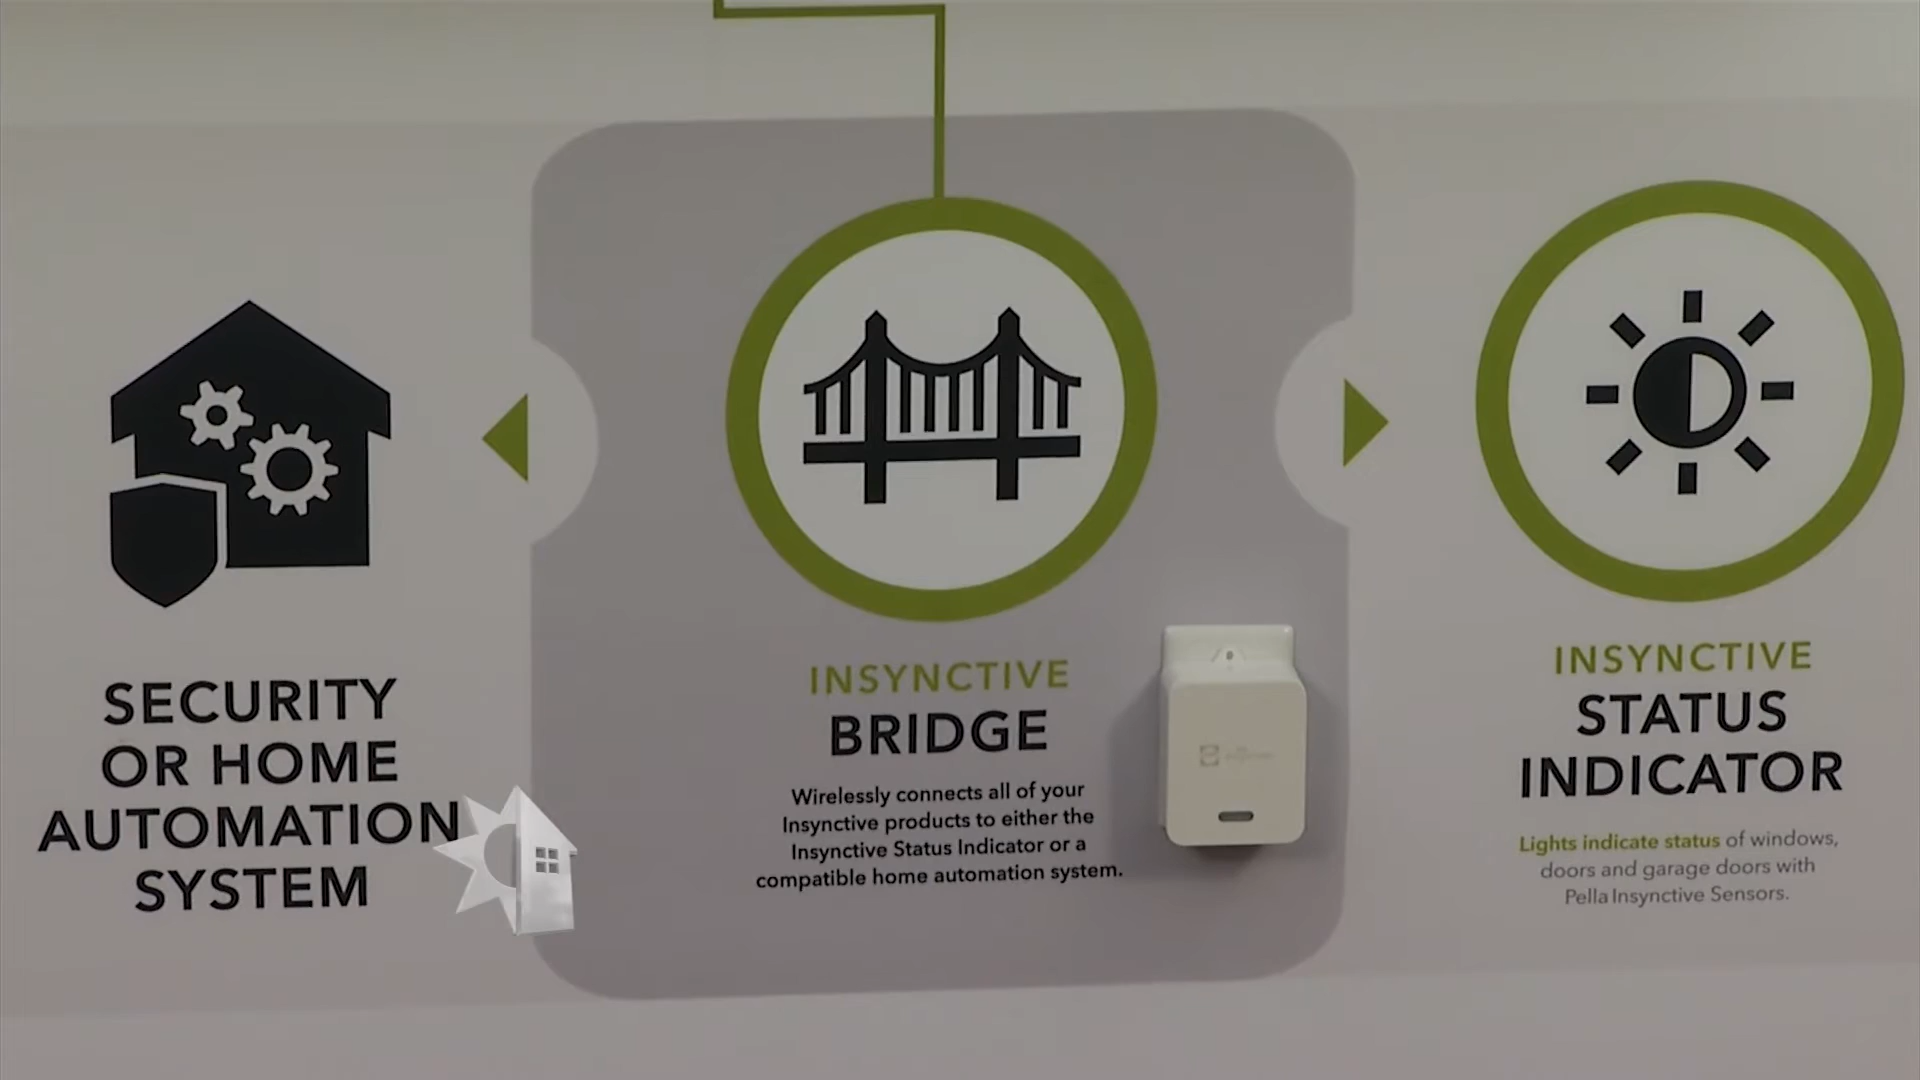 SECURITY
OR HOME
AUTOMATION
SYSTEM
INSYNCTIVE
BRIDGE
Wirelessly connects all of your
Insynctive products to either the
Insynctive Status Indicator or a
compatible home automation system.
INSYNCTIVE
STATUS
INDICATOR
Lights indicate status of windows,
doors and garage doors with
Pella Insynctive Sensors.